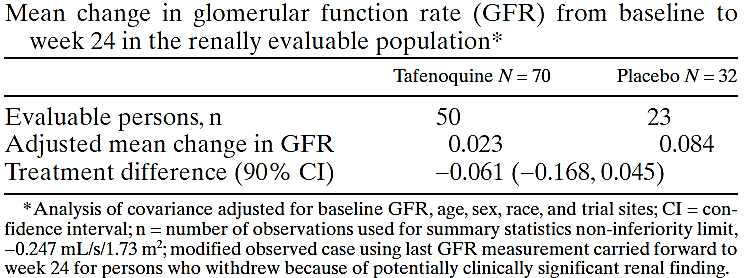 Mean change in glomerular function rate (GFR) from baseline to
week 24 in the renally evaluable population*
Tafenoquine N = 70 Placebo N = 32
Evaluable persons, n 50 23
Adjusted mean change in GFR 0.023 0.084
Treatment difference (90% CI) –0.061 (–0.168, 0.045)
*Analysis of covariance adjusted for baseline GFR, age, sex, race, and trial sites; CI = con-
fidence interval; n = number of observations used for summary statistics non-inferiority limit,
–0.247 mL/s/1.73 m²; modified observed case using last GFR measurement carried forward to
week 24 for persons who withdrew because of potentially clinically significant renal finding.